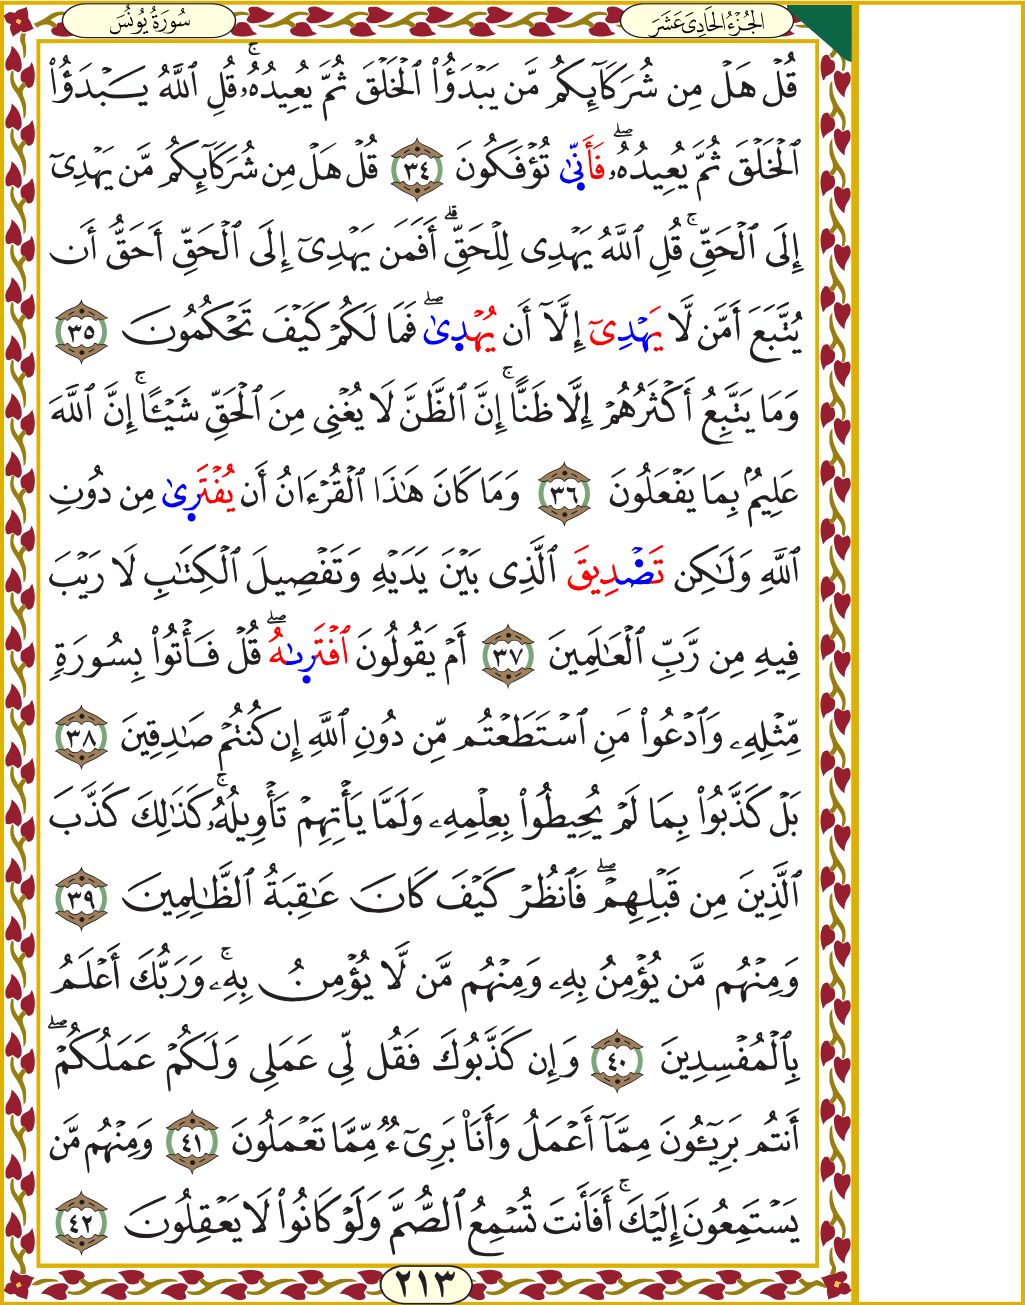 الجُزْءُ الحَادِيَ عَشَرَ
سُورَةُ يُونُسَ
قُلْ هَلْ مِن شُرَكَآئِكُم مَّن يَبْدَؤُا۟ ٱلْخَلْقَ ثُمَّ يُعِيدُهُۥ ۚ قُلِ ٱللَّهُ يَبْدَؤُا۟
ٱلْخَلْقَ ثُمَّ يُعِيدُهُۥ ۖ فَأَنّىٰ تُؤْفَكُونَ ٣٤ قُلْ هَلْ مِن شُرَكَآئِكُم مَّن يَهْدِىٓ
إِلَى ٱلْحَقِّ ۚ قُلِ ٱللَّهُ يَهْدِى لِلْحَقِّ ۗ أَفَمَن يَهْدِىٓ إِلَى ٱلْحَقِّ أَحَقُّ أَن
يُتَّبَعَ أَمَّن لَّا يَهْدِىٓ إِلَّآ أَن يُهْدِىٰ ۖ فَمَا لَكُمْ كَيْفَ تَحْكُمُونَ ٣٥
وَمَا يَتَّبِعُ أَكْثَرُهُمْ إِلَّا ظَنًّا ۚ إِنَّ ٱلظَّنَّ لَا يُغْنِى مِنَ ٱلْحَقِّ شَيْـًٔا ۚ إِنَّ ٱللَّهَ
عَلِيمٌۢ بِمَا يَفْعَلُونَ ٣٦ وَمَا كَانَ هَٰذَا ٱلْقُرْءَانُ أَن يُفْتَرِىٰ مِن دُونِ
ٱللَّهِ وَلَٰكِن تَصْدِيقَ ٱلَّذِى بَيْنَ يَدَيْهِ وَتَفْصِيلَ ٱلْكِتَٰبِ لَا رَيْبَ
فِيهِ مِن رَّبِّ ٱلْعَٰلَمِينَ ٣٧ أَمْ يَقُولُونَ ٱفْتَرِىٰهُ ۖ قُلْ فَأْتُوا۟ بِسُورَةٍ
مِّثْلِهِۦ وَٱدْعُوا۟ مَنِ ٱسْتَطَعْتُم مِّن دُونِ ٱللَّهِ إِن كُنتُمْ صَٰدِقِينَ ٣٨
بَلْ كَذَّبُوا۟ بِمَا لَمْ يُحِيطُوا۟ بِعِلْمِهِۦ وَلَمَّا يَأْتِهِمْ تَأْوِيلُهُۥ ۚ كَذَٰلِكَ كَذَّبَ
ٱلَّذِينَ مِن قَبْلِهِمْ ۖ فَٱنظُرْ كَيْفَ كَانَ عَٰقِبَةُ ٱلظَّٰلِمِينَ ٣٩
وَمِنْهُم مَّن يُؤْمِنُ بِهِۦ وَمِنْهُم مَّن لَّا يُؤْمِنُ بِهِۦ ۚ وَرَبُّكَ أَعْلَمُ
بِٱلْمُفْسِدِينَ ٤٠ وَإِن كَذَّبُوكَ فَقُل لِّى عَمَلِى وَلَكُمْ عَمَلُكُمْ ۖ
أَنتُم بَرِيٓـُٔونَ مِمَّآ أَعْمَلُ وَأَنَا۠ بَرِىٓءٌ مِّمَّا تَعْمَلُونَ ٤١ وَمِنْهُم مَّن
يَسْتَمِعُونَ إِلَيْكَ ۚ أَفَأَنتَ تُسْمِعُ ٱلصُّمَّ وَلَوْ كَانُوا۟ لَا يَعْقِلُونَ ٤٢
٢١٣